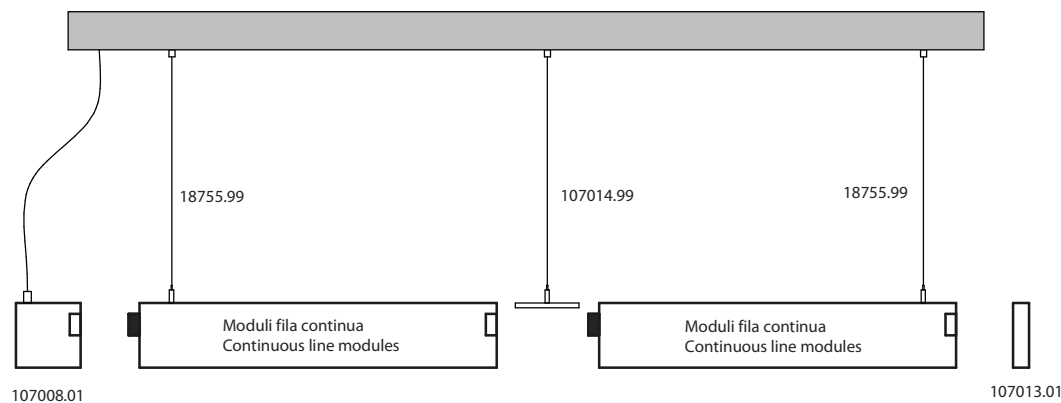 18755.99
107014.99
18755.99
Moduli fila continua
Continuous line modules
Moduli fila continua
Continuous line modules
107008.01
107013.01